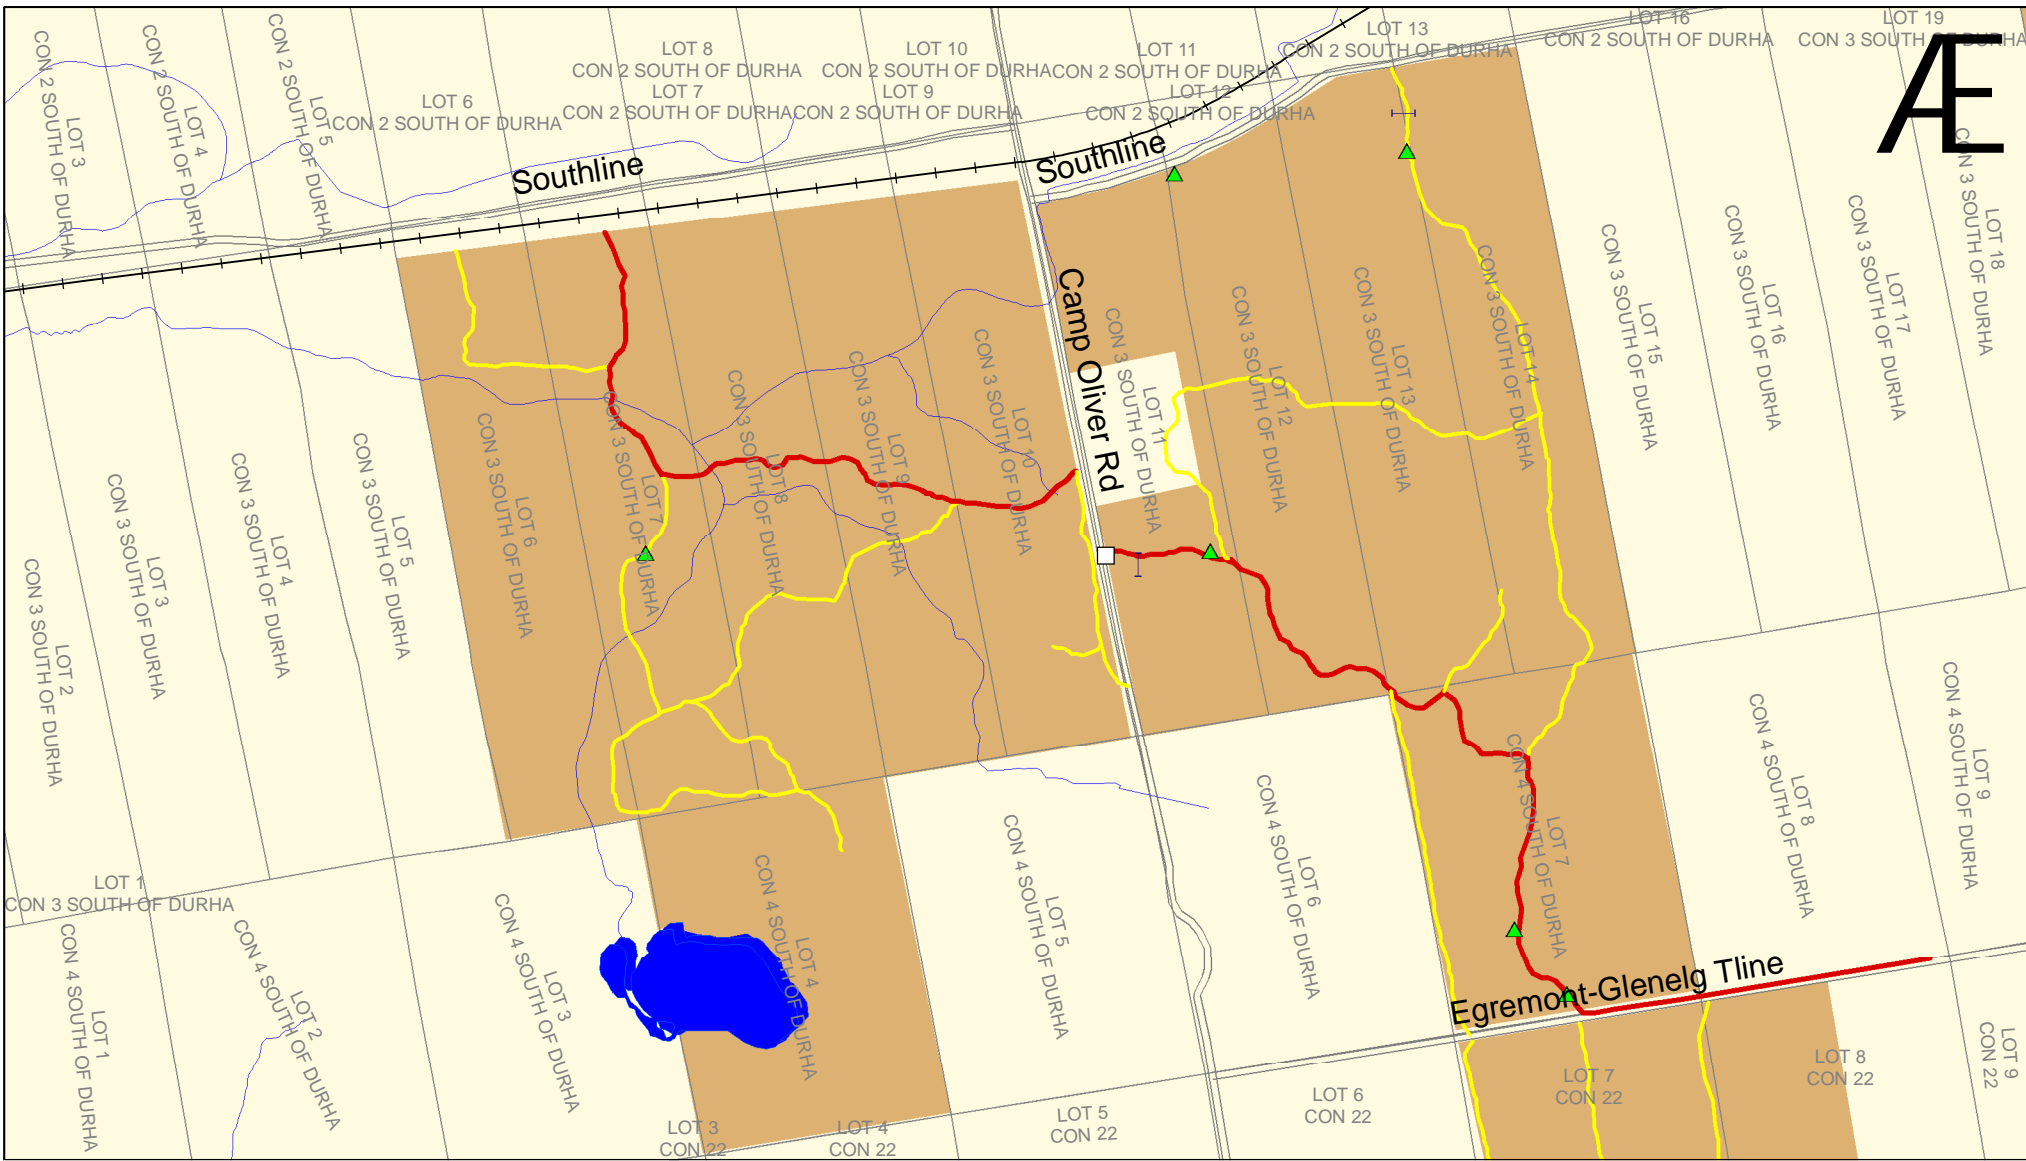 LOT 8
CON 2 SOUTH OF DURHA
LOT 10
CON 2 SOUTH OF DURHA
LOT 11
CON 2 SOUTH OF DURHA
LOT 13
CON 2 SOUTH OF DURHA
LOT 16
CON 2 SOUTH OF DURHA
LOT 19
CON 3 SOUTH OF DURHA
Æ
LOT 3
CON 2 SOUTH OF DURHA
LOT 4
CON 2 SOUTH OF DURHA
LOT 5
CON 2 SOUTH OF DURHA
LOT 6
CON 2 SOUTH OF DURHA
LOT 7
CON 2 SOUTH OF DURHA
LOT 9
CON 2 SOUTH OF DURHA
LOT 12
CON 2 SOUTH OF DURHA
Southline
Southline
Camp Oliver Rd
LOT 18
CON 3 SOUTH OF DURHA
LOT 17
CON 3 SOUTH OF DURHA
LOT 16
CON 3 SOUTH OF DURHA
LOT 15
CON 3 SOUTH OF DURHA
LOT 14
CON 3 SOUTH OF DURHA
LOT 13
CON 3 SOUTH OF DURHA
LOT 12
CON 3 SOUTH OF DURHA
LOT 11
CON 3 SOUTH OF DURHA
LOT 10
CON 3 SOUTH OF DURHA
LOT 9
CON 3 SOUTH OF DURHA
LOT 8
CON 3 SOUTH OF DURHA
LOT 7
CON 3 SOUTH OF DURHA
LOT 6
CON 3 SOUTH OF DURHA
LOT 5
CON 3 SOUTH OF DURHA
LOT 4
CON 3 SOUTH OF DURHA
LOT 3
CON 3 SOUTH OF DURHA
LOT 2
CON 3 SOUTH OF DURHA
LOT 1
CON 3 SOUTH OF DURHA
LOT 1
CON 4 SOUTH OF DURHA
LOT 2
CON 4 SOUTH OF DURHA
LOT 3
CON 4 SOUTH OF DURHA
LOT 4
CON 4 SOUTH OF DURHA
LOT 5
CON 4 SOUTH OF DURHA
LOT 6
CON 4 SOUTH OF DURHA
LOT 7
CON 4 SOUTH OF DURHA
LOT 8
CON 4 SOUTH OF DURHA
LOT 9
CON 4 SOUTH OF DURHA
Egremont-Glenelg Tline
LOT 3
CON 22
LOT 4
CON 22
LOT 5
CON 22
LOT 6
CON 22
LOT 7
CON 22
LOT 8
CON 22
LOT 9
CON 22